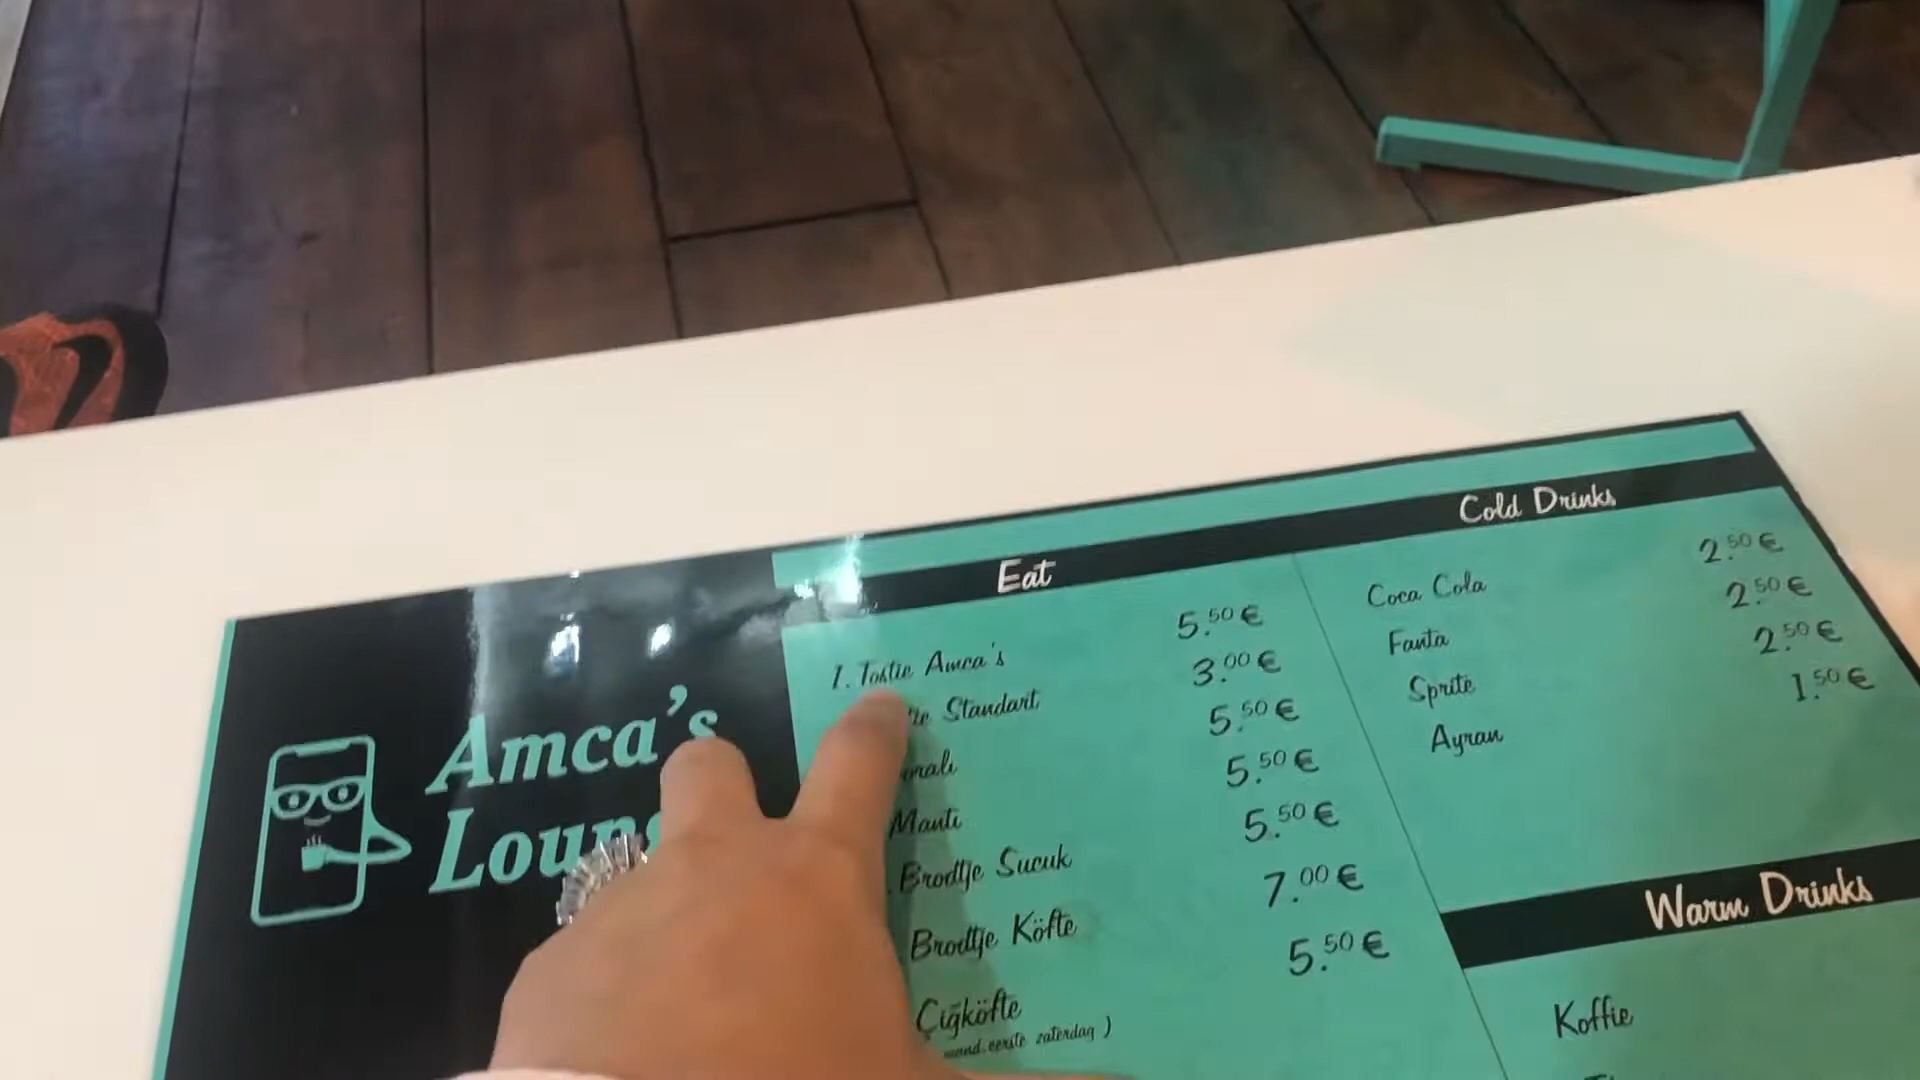 Amca's
Eat
1. Tostie Amca's 5.50 €
Standart 3.00 €
5.50 €
Manti 5.50 €
Brodtje Sucuk 5.50 €
Brodtje Köfte 7.00 €
Çiğköfte 5.50 €
eerste zaterdag )
Cold Drinks
Coca Cola 2.50 €
Fanta 2.50 €
Sprite 2.50 €
Ayran 1.50 €
Warm Drinks
Koffie